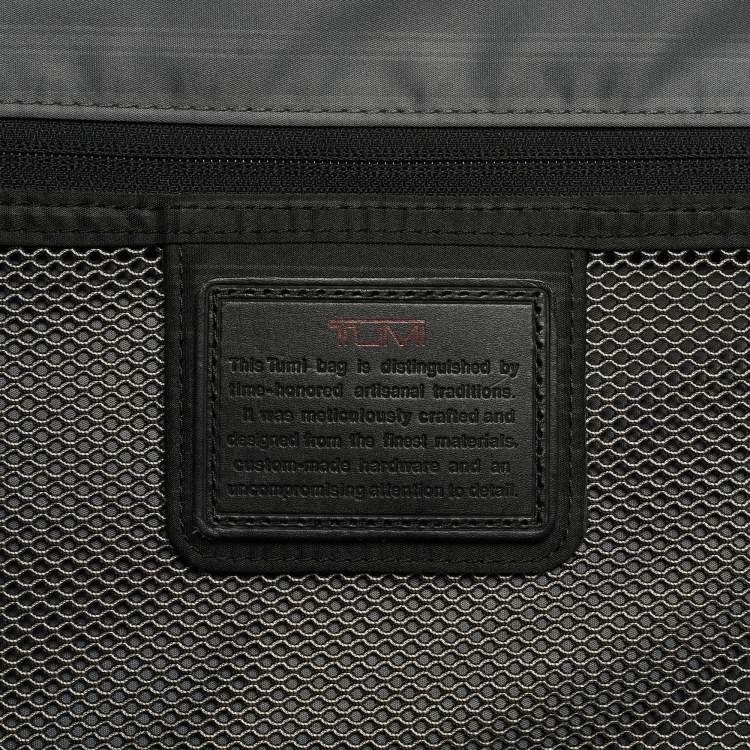 TUMI
This Tumi bag is distinguished by
time-honored artisanal traditions.
It was meticulously crafted and
designed from the finest materials,
custom-made hardware and an
uncompromising attention to detail.